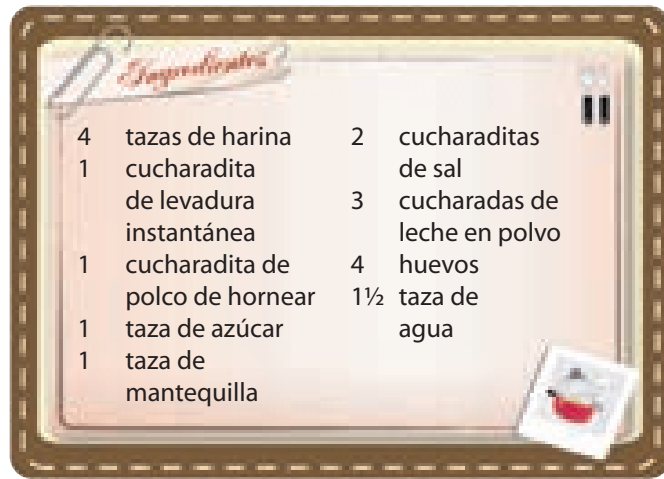 Ingredientes
4 tazas de harina
1 cucharadita
de levadura
instantánea
1 cucharadita de
polco de hornear
1 taza de azúcar
1 taza de
mantequilla
2 cucharaditas
de sal
3 cucharadas de
leche en polvo
4 huevos
1½ taza de
agua